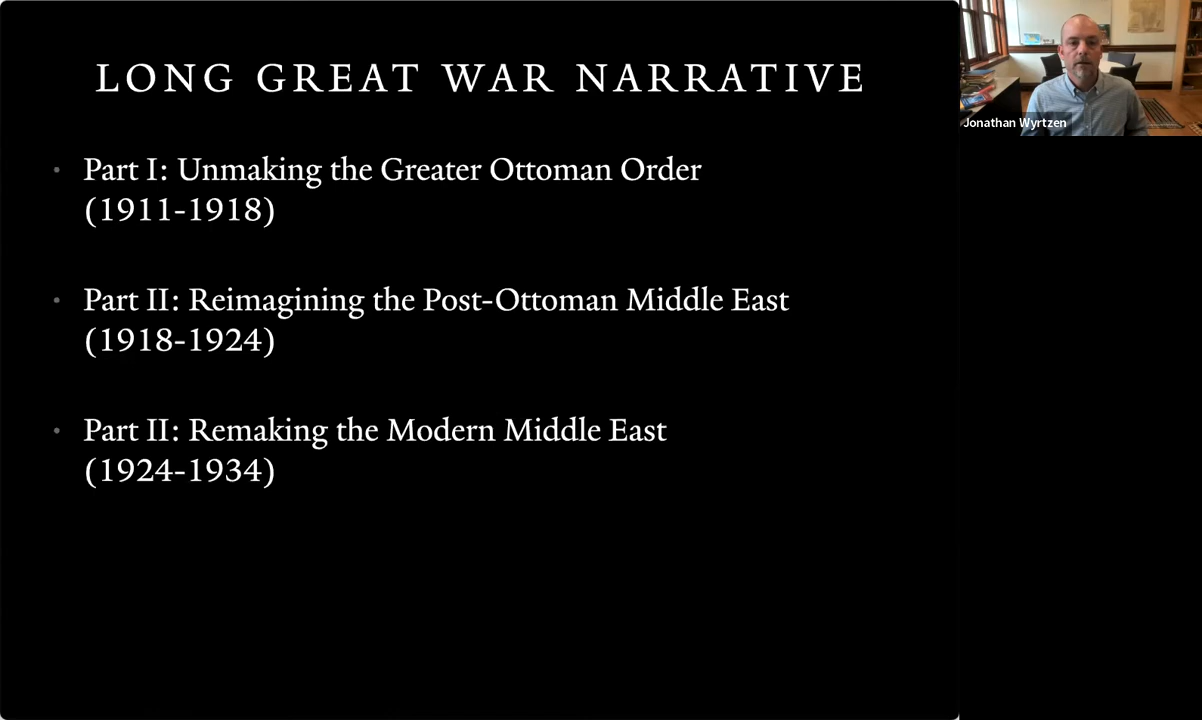 LONG GREAT WAR NARRATIVE
• Part I: Unmaking the Greater Ottoman Order
(1911-1918)
• Part II: Reimagining the Post-Ottoman Middle East
(1918-1924)
• Part II: Remaking the Modern Middle East
(1924-1934)
Jonathan Wyrtzen